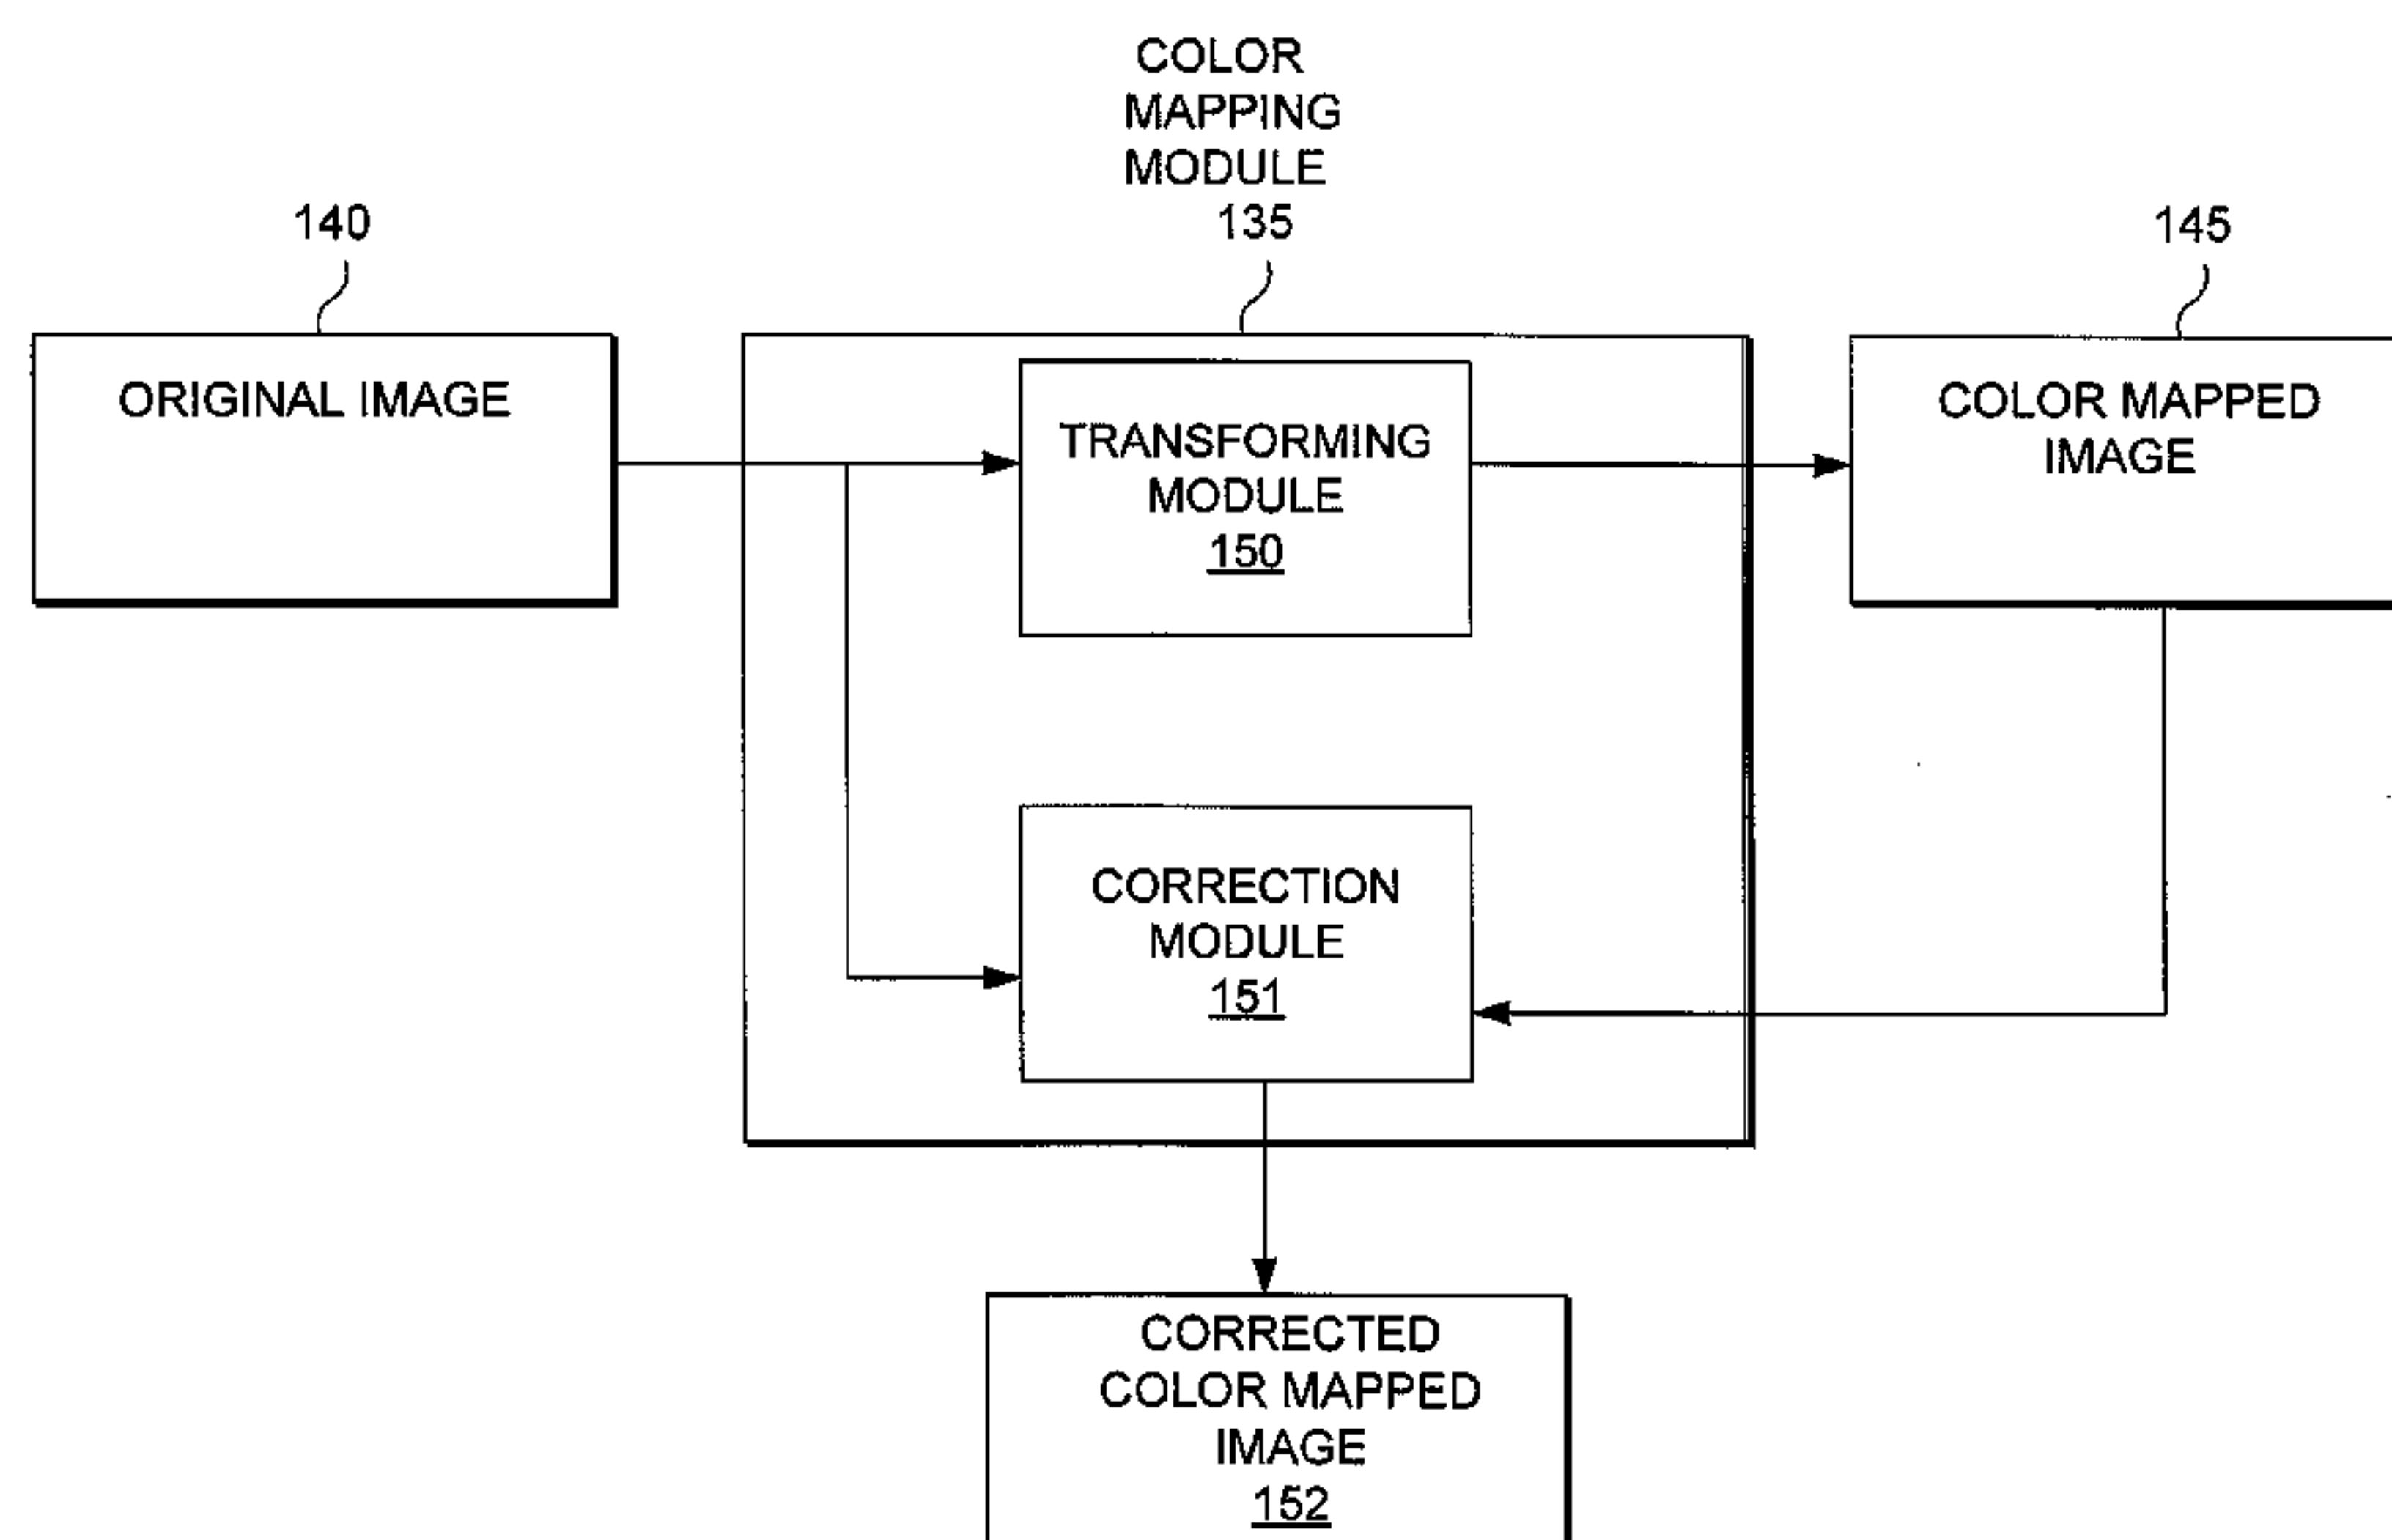 COLOR
MAPPING
MODULE
135
140
145
ORIGINAL IMAGE
TRANSFORMING
MODULE
150
COLOR MAPPED
IMAGE
CORRECTION
MODULE
151
CORRECTED
COLOR MAPPED
IMAGE
152